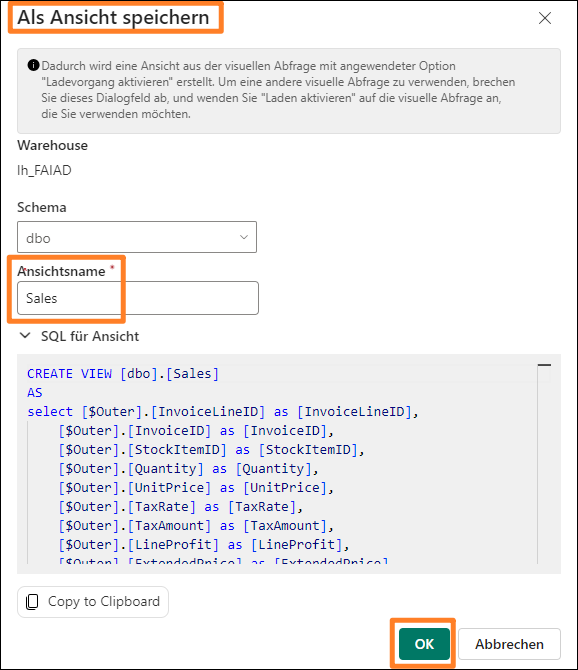 Als Ansicht speichern
Dadurch wird eine Ansicht aus der visuellen Abfrage mit angewendeter Option
"Ladevorgang aktivieren" erstellt. Um eine andere visuelle Abfrage zu verwenden, brechen
Sie dieses Dialogfeld ab, und wenden Sie "Laden aktivieren" auf die visuelle Abfrage an,
die Sie verwenden möchten.
Warehouse
lh_FAIAD
Schema
dbo
Ansichtsname *
Sales
SQL für Ansicht
CREATE VIEW [dbo].[Sales]
AS
select [$Outer].[InvoiceLineID] as [InvoiceLineID],
[$Outer].[InvoiceID] as [InvoiceID],
[$Outer].[StockItemID] as [StockItemID],
[$Outer].[Quantity] as [Quantity],
[$Outer].[UnitPrice] as [UnitPrice],
[$Outer].[TaxRate] as [TaxRate],
[$Outer].[TaxAmount] as [TaxAmount],
[$Outer].[LineProfit] as [LineProfit],
[$Outer].[ExtendedPrice] as [ExtendedPrice]
Copy to Clipboard
OK
Abbrechen